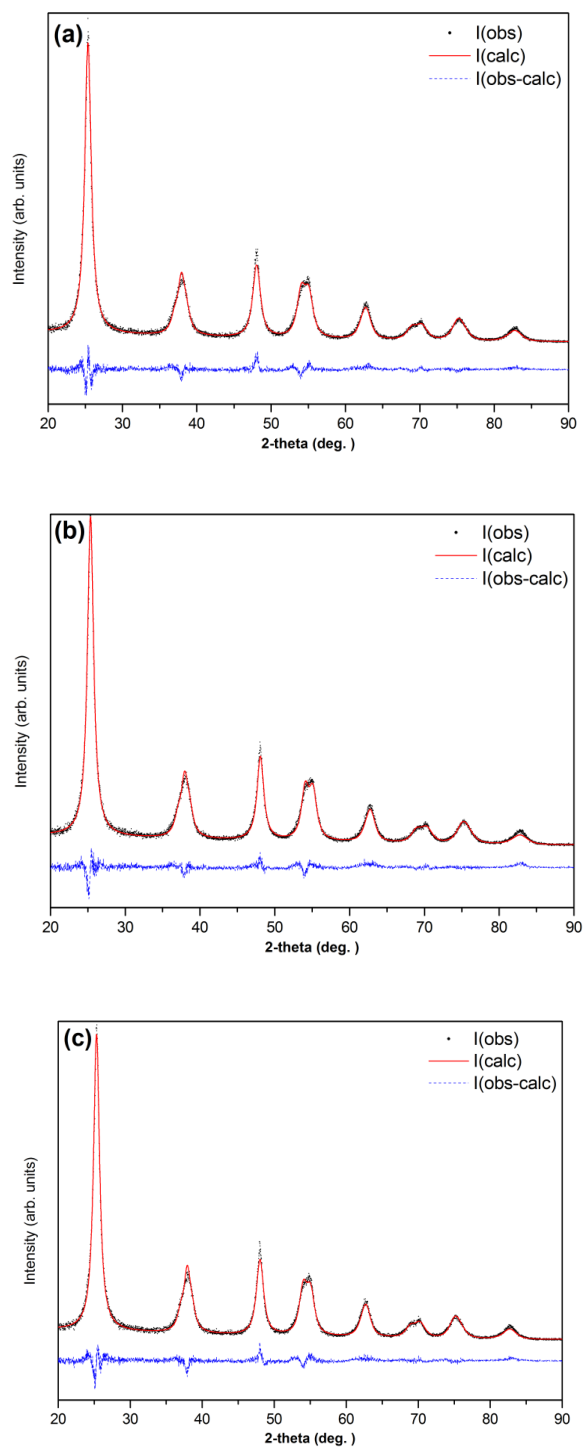 (a)
I(obs)
I(calc)
I(obs-calc)
Intensity (arb. units)
20 30 40 50 60 70 80 90
2-theta (deg. )
(b)
I(obs)
I(calc)
I(obs-calc)
Intensity (arb. units)
20 30 40 50 60 70 80 90
2-theta (deg. )
(c)
I(obs)
I(calc)
I(obs-calc)
Intensity (arb. units)
20 30 40 50 60 70 80 90
2-theta (deg. )